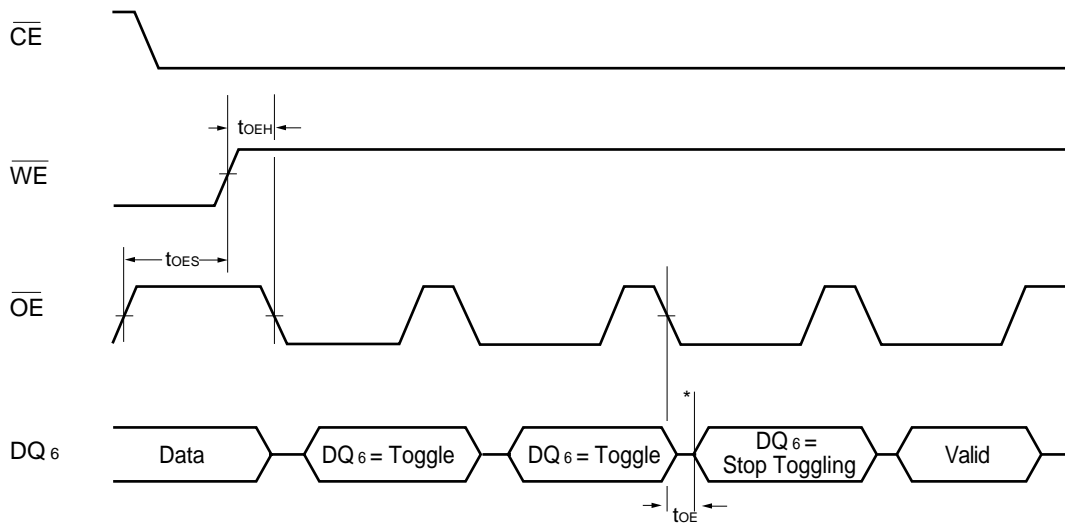 CE
tOEH
WE
tOES
OE
*
DQ6
Data
DQ6 = Toggle
DQ6 = Toggle
DQ6 =
Stop Toggling
Valid
tOE